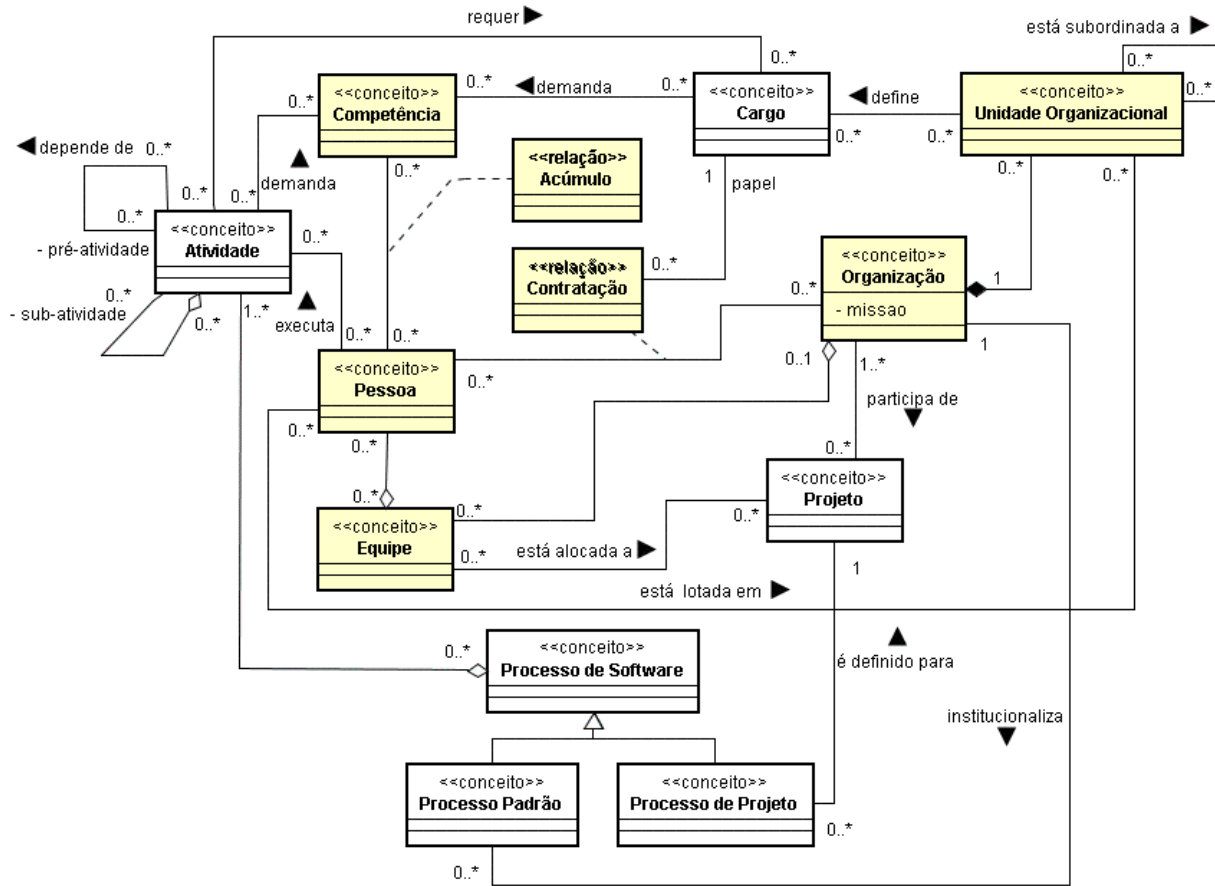 requer ▶
está subordinada a ▶
0..*
0..*
0..*
0..*
<<conceito>>
Competência
0..*
0..*
◀ demanda
0..*
<<conceito>>
Cargo
◀ define
0..*
0..*
<<conceito>>
Unidade Organizacional
◀ depende de
0..*
0..*
0..*
0..*
▲
demanda
0..*
<<relação>>
Acúmulo
1
papel
0..*
0..*
0..*
- pré-atividade
<<conceito>>
Atividade
0..*
<<relação>>
Contratação
0..*
<<conceito>>
Organização
- missao
1
0..*
0..*
- sub-atividade
0..*
1..*
▲
executa
0..*
0..*
0..*
0..1
1..*
1
<<conceito>>
Pessoa
0..*
0..*
participa de
▼
0..*
0..*
0..*
<<conceito>>
Projeto
0..*
1
<<conceito>>
Equipe
0..*
0..*
está alocada a ▶
está lotada em ▶
▲
é definido para
0..*
<<conceito>>
Processo de Software
institucionaliza
▼
<<conceito>>
Processo Padrão
<<conceito>>
Processo de Projeto
0..*
0..*